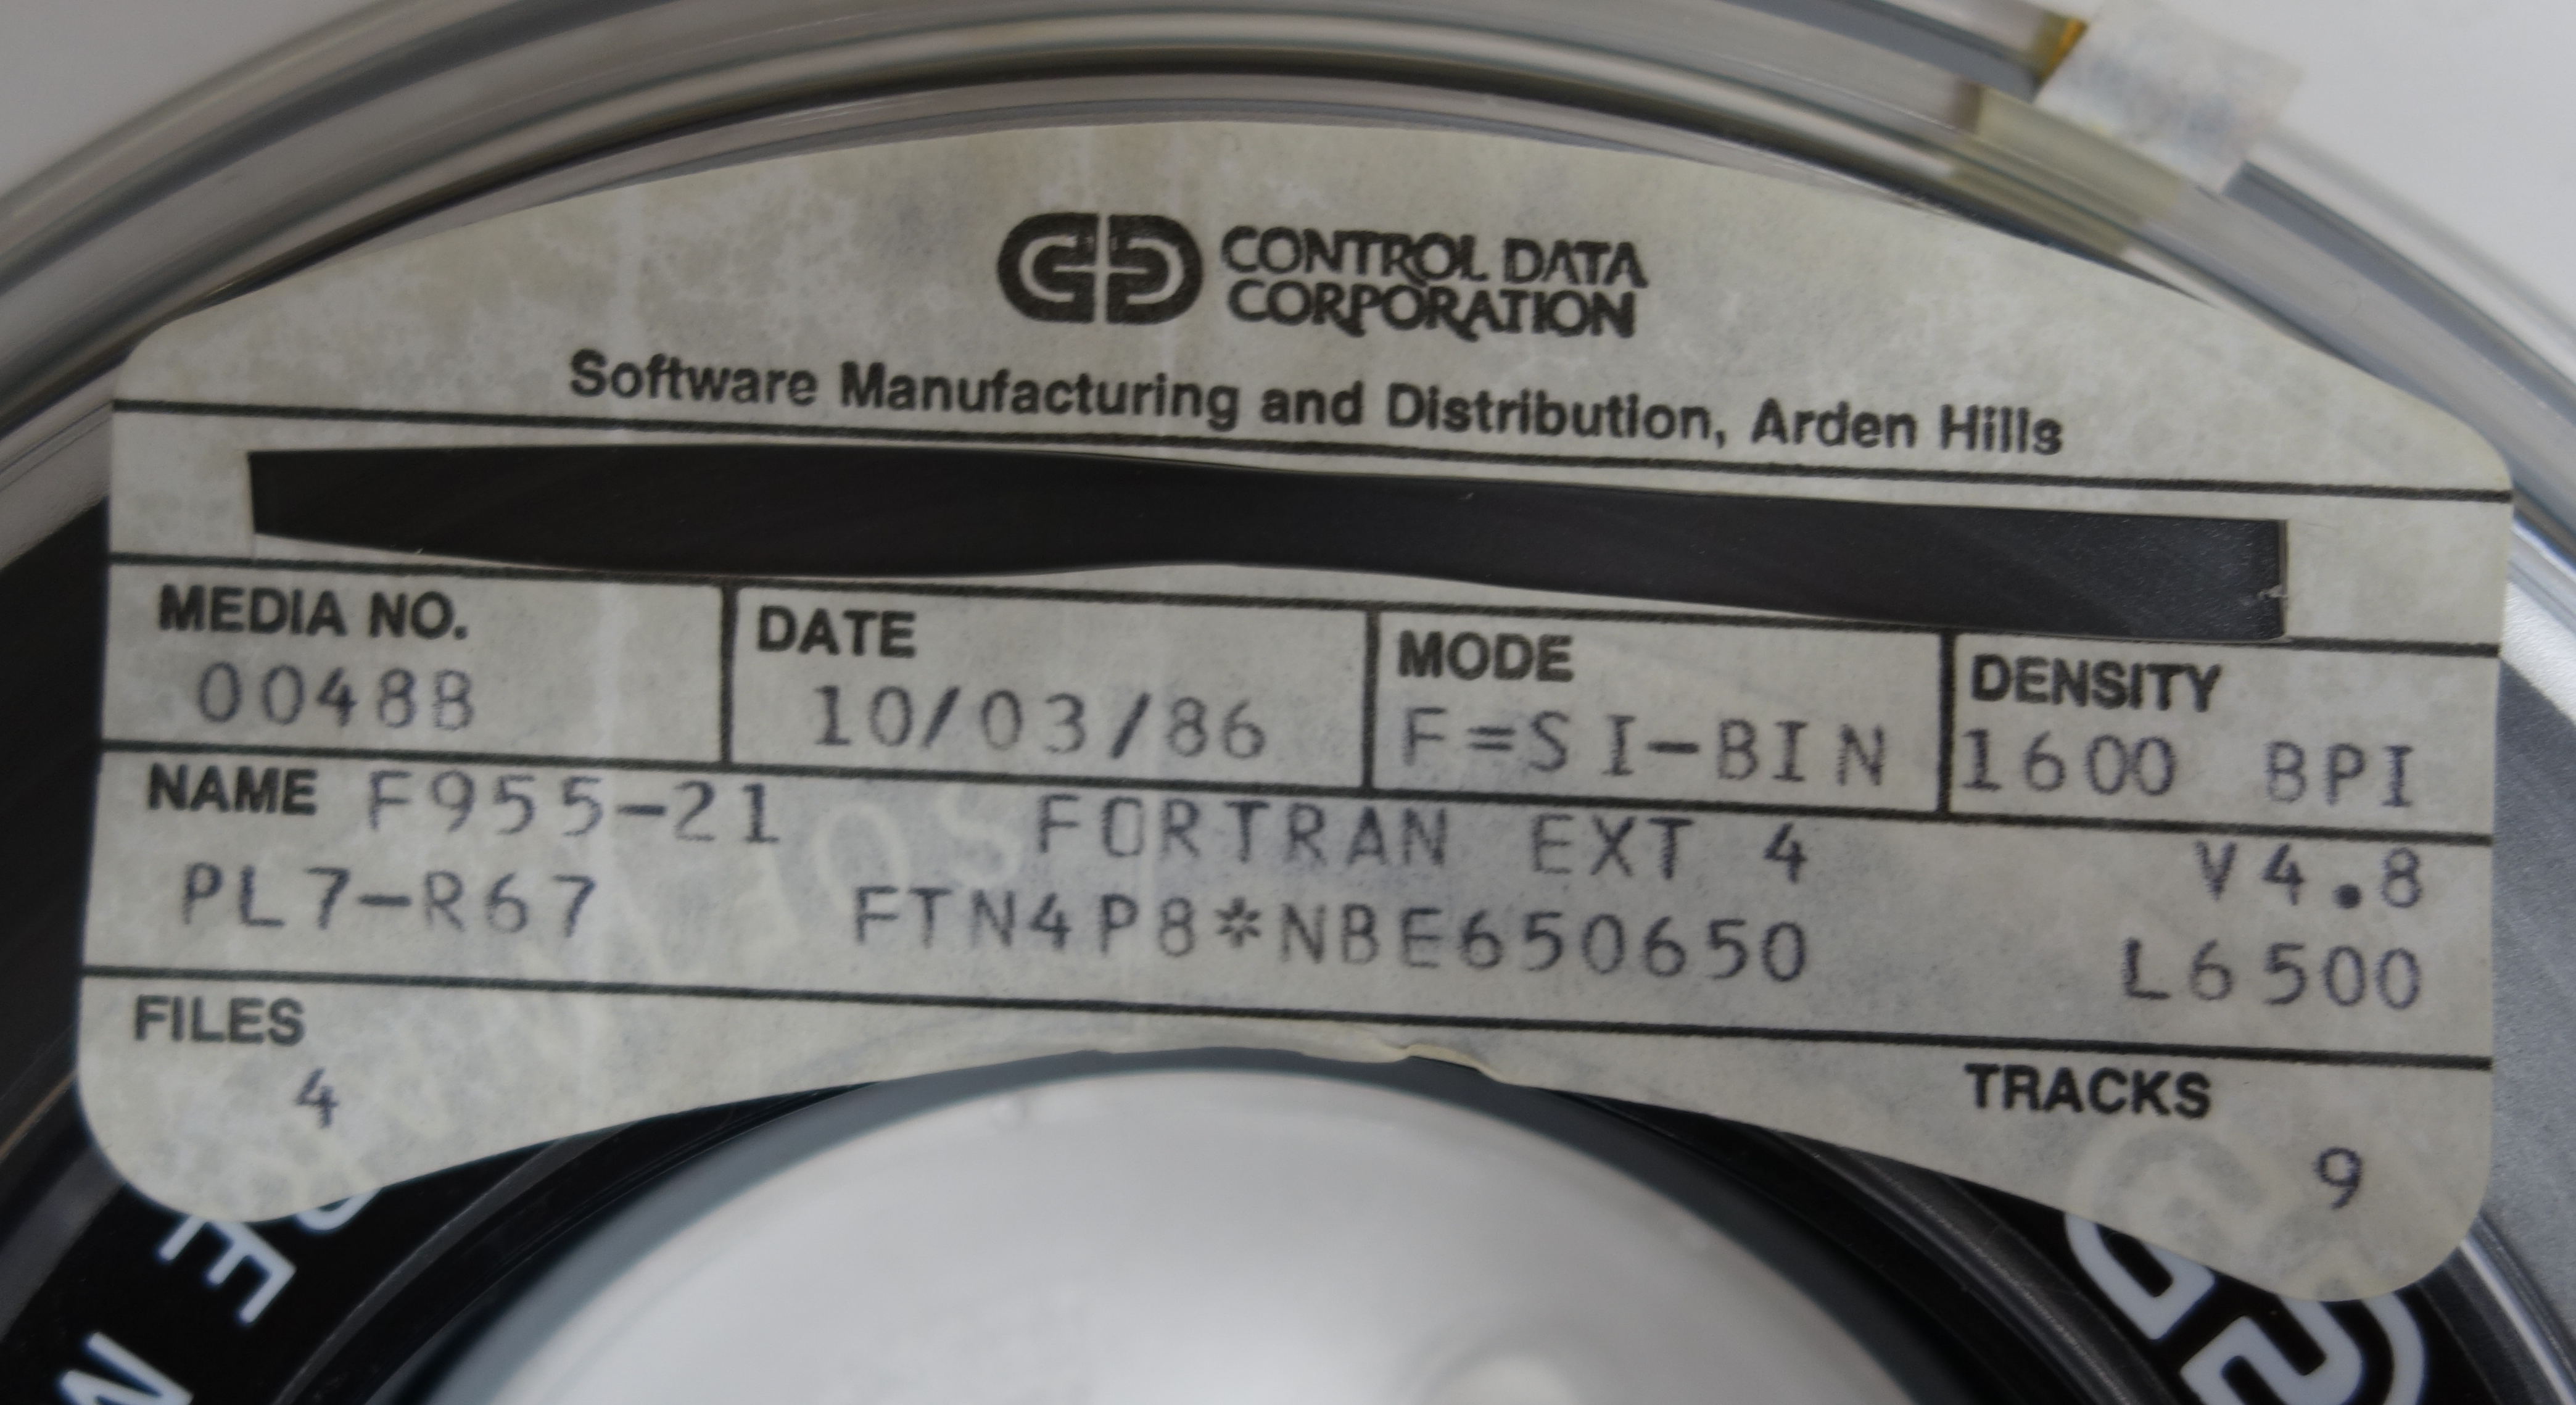 CONTROL DATA
CORPORATION
Software Manufacturing and Distribution, Arden Hills
MEDIA NO. DATE MODE DENSITY
0048B 10/03/86 F=SI-BIN 1600 BPI
NAME F955-21 FORTRAN EXT 4 V4.8
PL7-R67 FTN4P8*NBE650650 L6500
FILES TRACKS
4 9